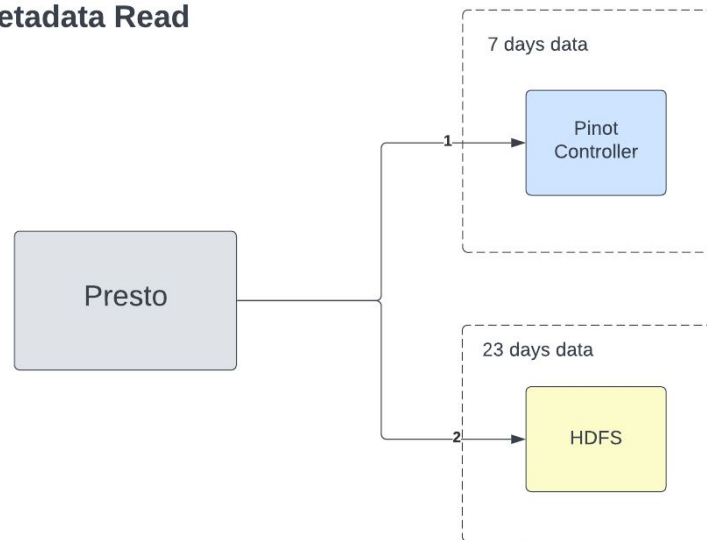 etadata Read
7 days data
Pinot
Controller
1
Presto
23 days data
2
HDFS